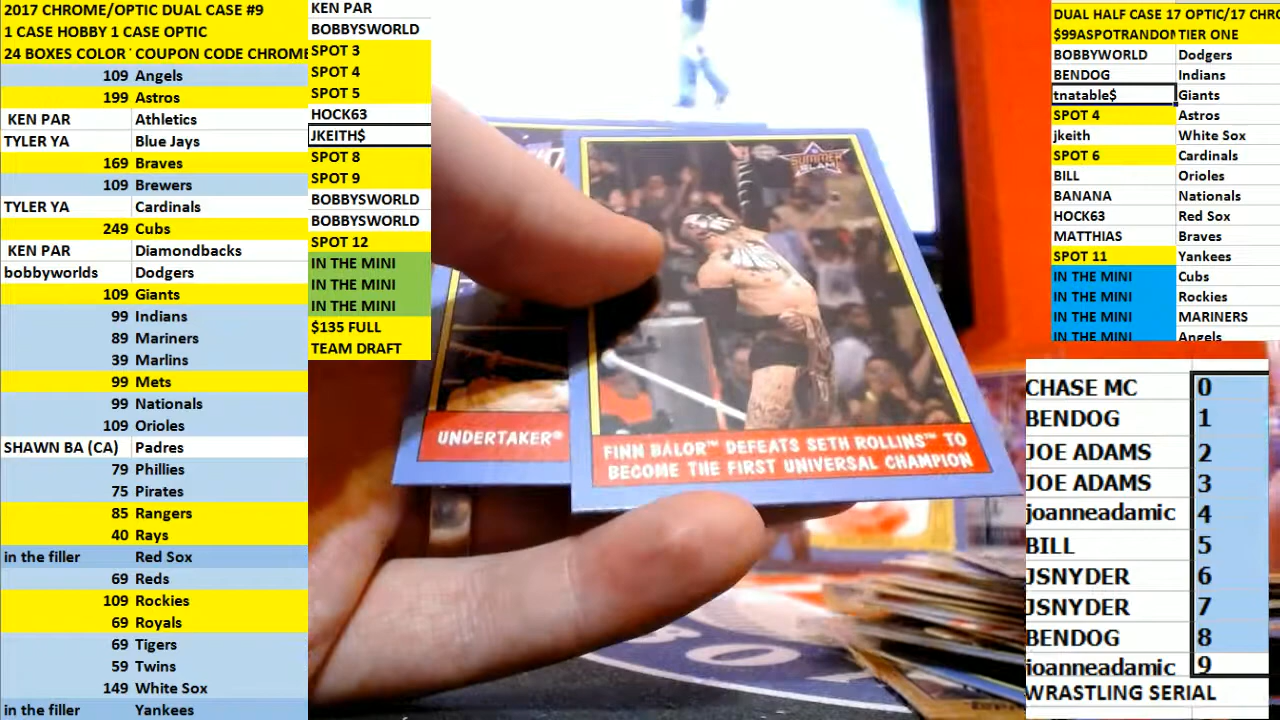 2017 CHROME/OPTIC DUAL CASE #9
1 CASE HOBBY 1 CASE OPTIC
24 BOXES COLOR COUPON CODE CHROME
109 Angels
199 Astros
KEN PAR Athletics
TYLER YA Blue Jays
169 Braves
109 Brewers
TYLER YA Cardinals
249 Cubs
KEN PAR Diamondbacks
bobbyworlds Dodgers
109 Giants
99 Indians
89 Mariners
39 Marlins
99 Mets
99 Nationals
109 Orioles
SHAWN BA (CA) Padres
79 Phillies
75 Pirates
85 Rangers
40 Rays
in the filler Red Sox
69 Reds
109 Rockies
69 Royals
69 Tigers
59 Twins
149 White Sox
in the filler Yankees
KEN PAR
BOBBYSWORLD
SPOT 3
SPOT 4
SPOT 5
HOCK63
JKEITH$
SPOT 8
SPOT 9
BOBBYSWORLD
BOBBYSWORLD
SPOT 12
IN THE MINI
IN THE MINI
IN THE MINI
$135 FULL
TEAM DRAFT
SUMMER
SLAM
UNDERTAKER®
FINN BALOR™ DEFEATS SETH ROLLINS™ TO
BECOME THE FIRST UNIVERSAL CHAMPION
DUAL HALF CASE 17 OPTIC/17 CHRO
$99ASPOTRANDOM TIER ONE
BOBBYWORLD Dodgers
BENDOG Indians
tnatable$ Giants
SPOT 4 Astros
jkeith White Sox
SPOT 6 Cardinals
BILL Orioles
BANANA Nationals
HOCK63 Red Sox
MATTHIAS Braves
SPOT 11 Yankees
IN THE MINI Cubs
IN THE MINI Rockies
IN THE MINI MARINERS
IN THE MINI Angels
CHASE MC 0
BENDOG 1
JOE ADAMS 2
JOE ADAMS 3
joanneadamic 4
BILL 5
JSNYDER 6
JSNYDER 7
BENDOG 8
joanneadamic 9
WRASTLING SERIAL